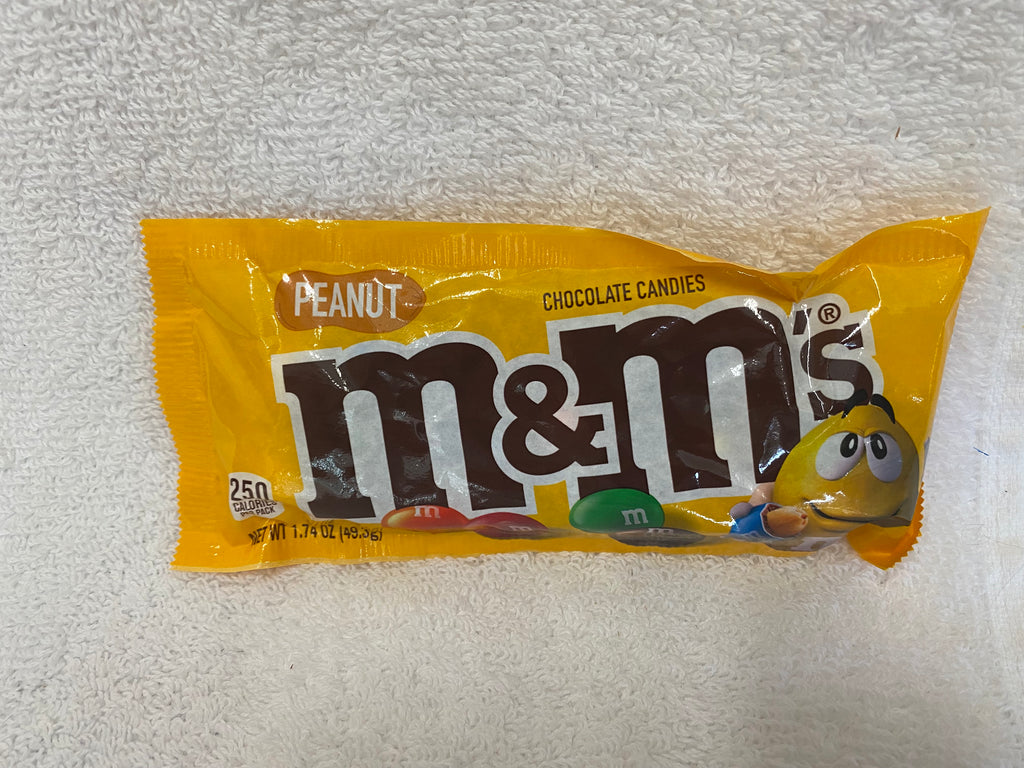 PEANUT
CHOCOLATE CANDIES
m&m's®
250
CALORIES
PER PACK
NET WT 1.74 OZ (49.3g)
m
m
m
m